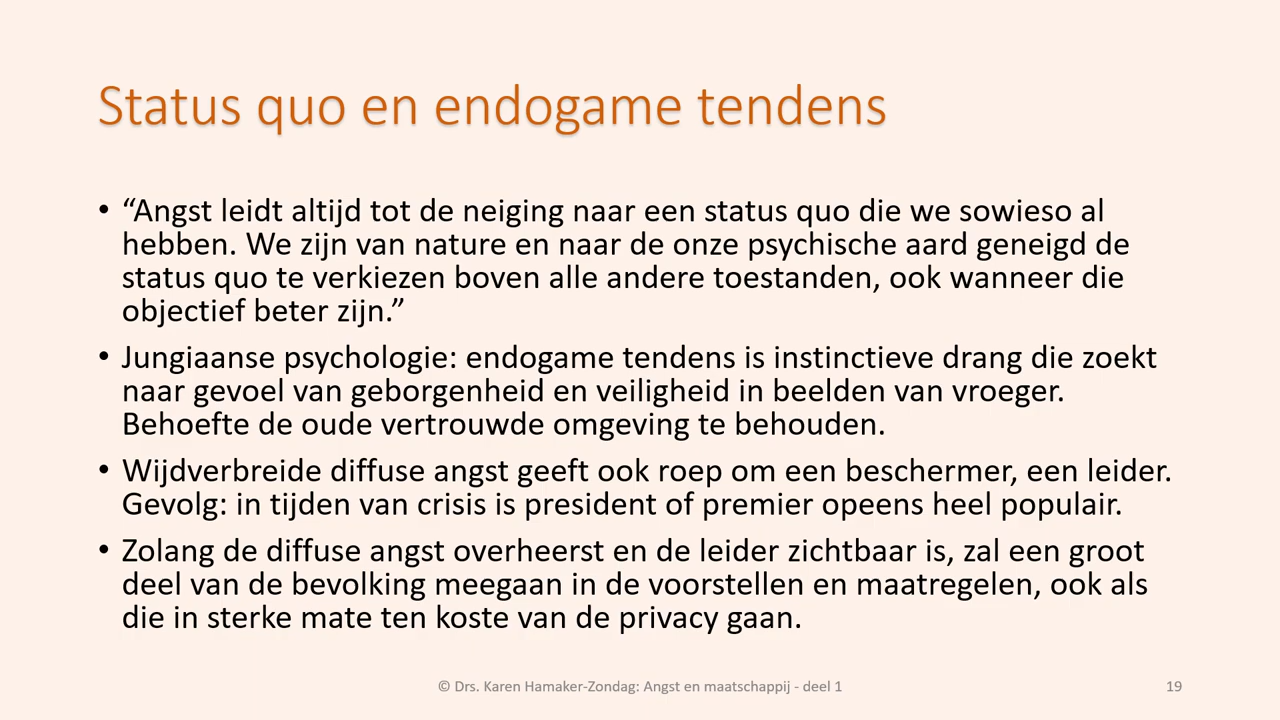 Status quo en endogame tendens
• “Angst leidt altijd tot de neiging naar een status quo die we sowieso al
hebben. We zijn van nature en naar de onze psychische aard geneigd de
status quo te verkiezen boven alle andere toestanden, ook wanneer die
objectief beter zijn.”
• Jungiaanse psychologie: endogame tendens is instinctieve drang die zoekt
naar gevoel van geborgenheid en veiligheid in beelden van vroeger.
Behoefte de oude vertrouwde omgeving te behouden.
• Wijdverbreide diffuse angst geeft ook roep om een beschermer, een leider.
Gevolg: in tijden van crisis is president of premier opeens heel populair.
• Zolang de diffuse angst overheerst en de leider zichtbaar is, zal een groot
deel van de bevolking meegaan in de voorstellen en maatregelen, ook als
die in sterke mate ten koste van de privacy gaan.
© Drs. Karen Hamaker-Zondag: Angst en maatschappij - deel 1
19